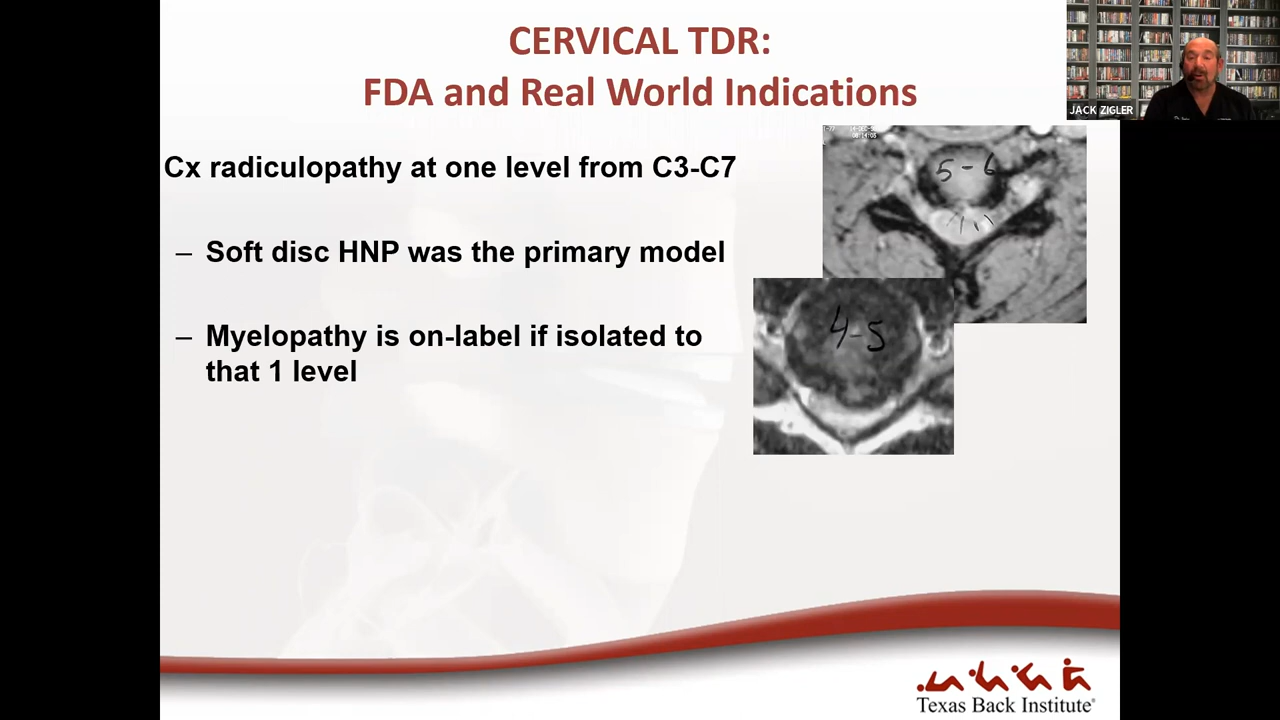 CERVICAL TDR:
FDA and Real World Indications
JACK ZIGLER
Cx radiculopathy at one level from C3-C7
– Soft disc HNP was the primary model
– Myelopathy is on-label if isolated to
that 1 level
5-6
4-5
Texas Back Institute®